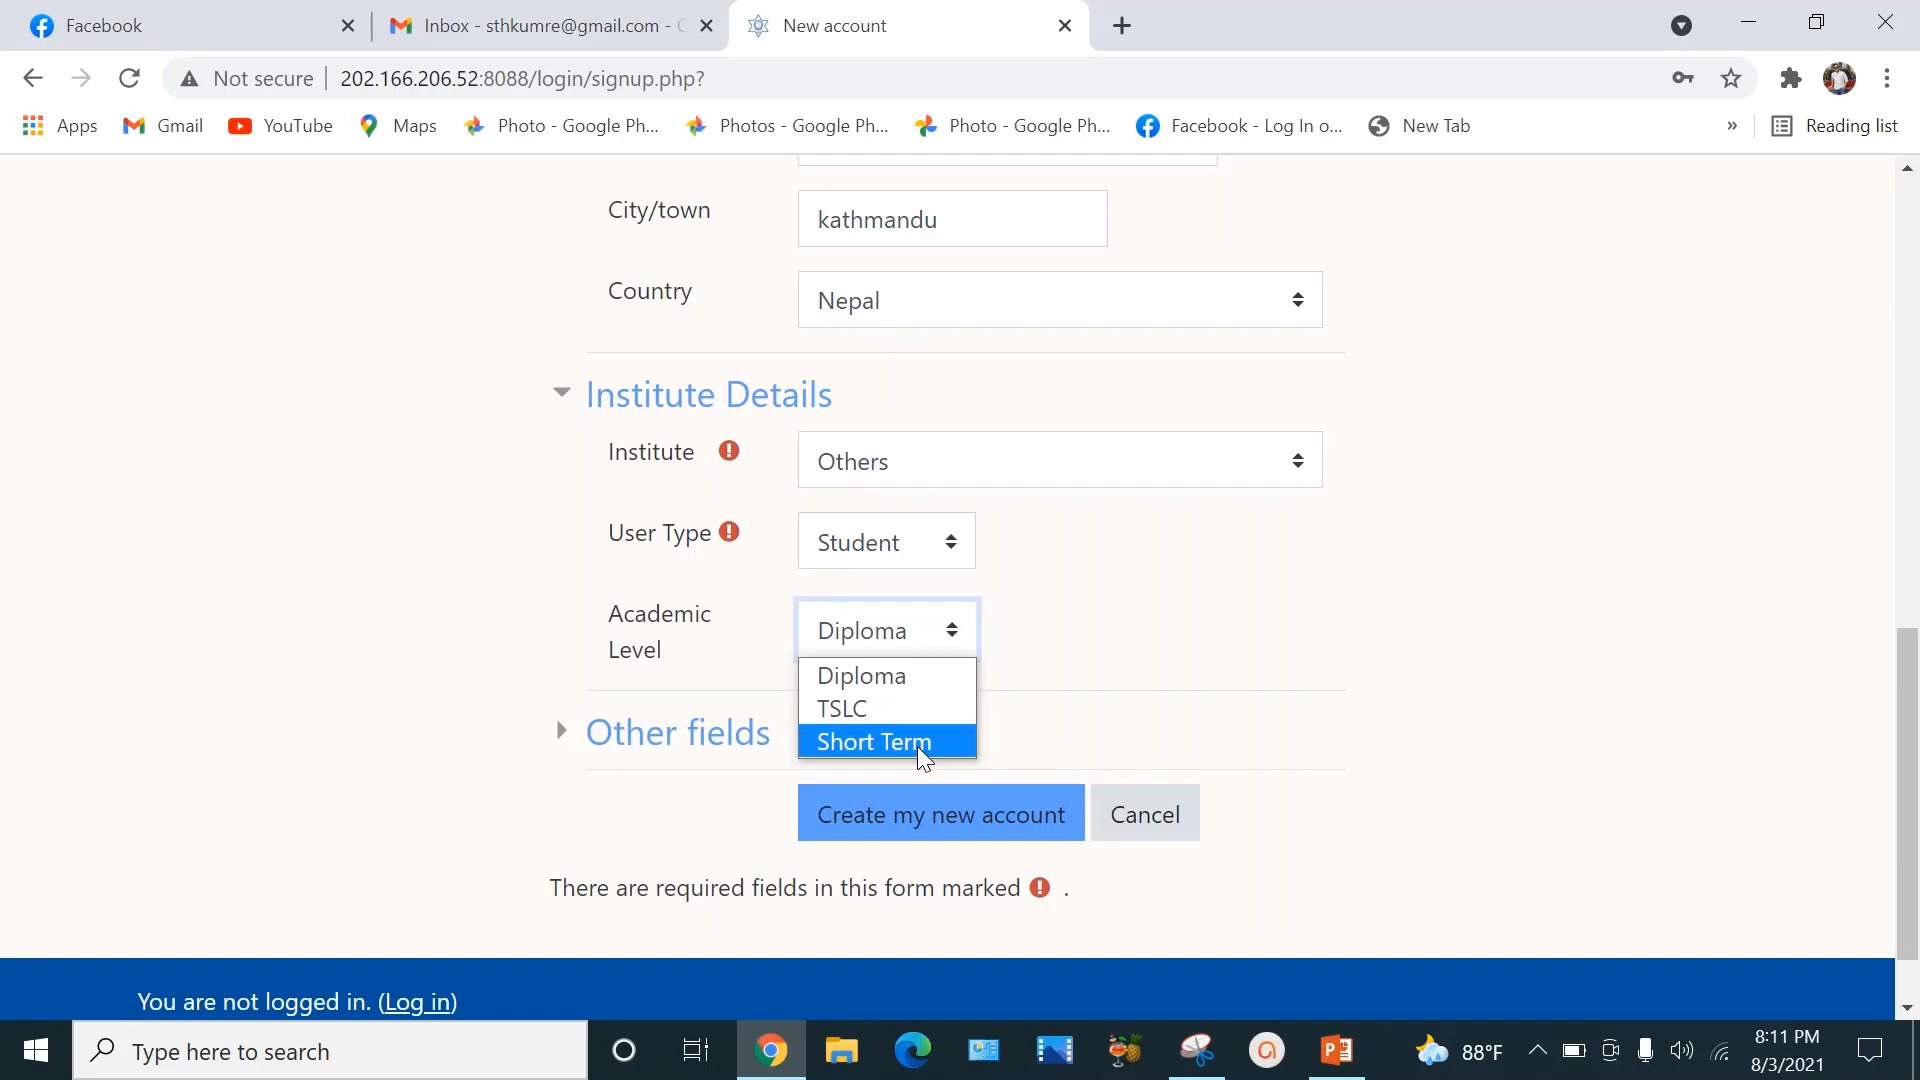 Facebook
Inbox - sthkumre@gmail.com -
New account
Not secure
202.166.206.52:8088/login/signup.php?
Apps
Gmail
YouTube
Maps
Photo - Google Ph...
Photos - Google Ph...
Photo - Google Ph...
Facebook - Log In o...
New Tab
»
Reading list
City/town
kathmandu
Country
Nepal
Institute Details
Institute
Others
User Type
Student
Academic
Level
Diploma
Diploma
TSLC
Short Term
Other fields
Create my new account
Cancel
There are required fields in this form marked .
You are not logged in. (Log in)
Type here to search
88°F
8:11 PM
8/3/2021